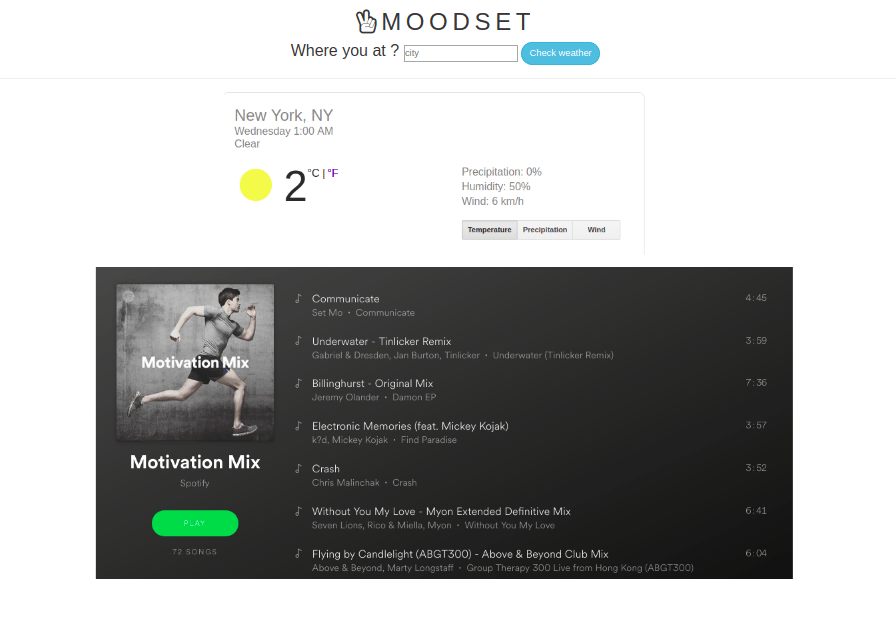 MOODSET
Where you at ? city Check weather
New York, NY
Wednesday 1:00 AM
Clear
2 °C | °F
Precipitation: 0%
Humidity: 50%
Wind: 6 km/h
Temperature Precipitation Wind
Motivation Mix
Motivation Mix
Spotify
PLAY
72 SONGS
Communicate 4:45
Set Mo • Communicate
Underwater - Tinlicker Remix 3:59
Gabriel & Dresden, Jan Burton, Tinlicker • Underwater (Tinlicker Remix)
Billinghurst - Original Mix 7:36
Jeremy Olander • Damon EP
Electronic Memories (feat. Mickey Kojak) 3:57
k?d, Mickey Kojak • Find Paradise
Crash 3:52
Chris Malinchak • Crash
Without You My Love - Myon Extended Definitive Mix 6:41
Seven Lions, Rico & Miella, Myon • Without You My Love
Flying by Candlelight (ABGT300) - Above & Beyond Club Mix 6:04
Above & Beyond, Marty Longstaff • Group Therapy 300 Live from Hong Kong (ABGT300)